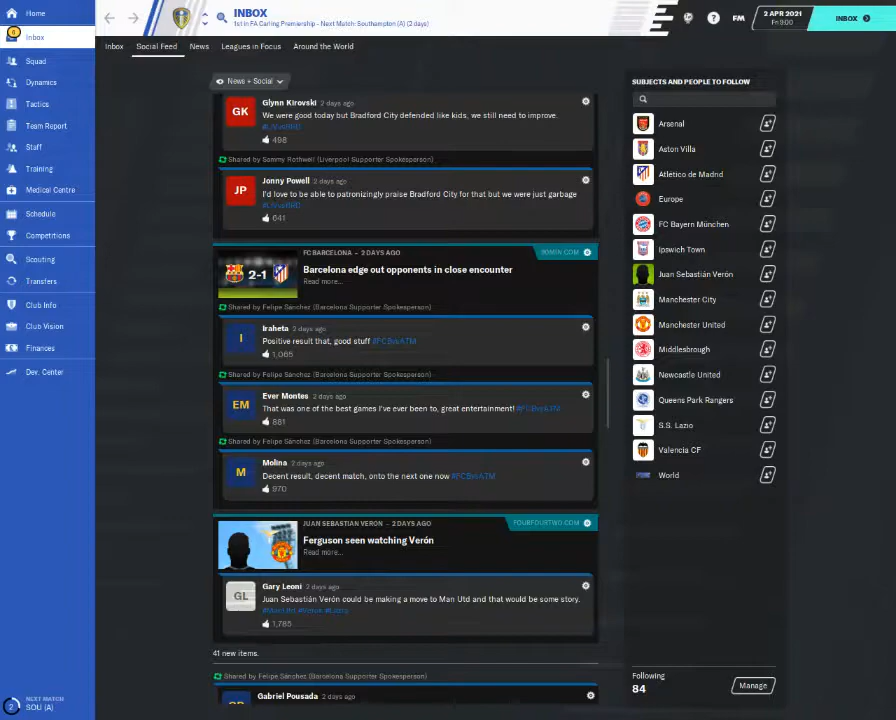 Home
Inbox
Squad
Dynamics
Tactics
Team Report
Staff
Training
Medical Centre
Schedule
Competitions
Scouting
Transfers
Club Info
Club Vision
Finances
Dev. Center
NEXT MATCH
2 SOU (A)
INBOX
1st in FA Carling Premiership - Next Match: Southampton (A) (2 days)
FM
2 APR 2021
Fri 9:00
INBOX
Inbox Social Feed News Leagues in Focus Around the World
News + Social
GK
Glynn Kirovski 2 days ago
We were good today but Bradford City defended like kids, we still need to improve.
498
Shared by Sammy Rothwell (Liverpool Supporter Spokesperson)
JP
Jonny Powell 2 days ago
I'd love to be able to patronizingly praise Bradford City for that but we were just garbage
641
FC BARCELONA - 2 DAYS AGO
90MIN.COM
2-1
Barcelona edge out opponents in close encounter
Read more...
Shared by Felipe Sánchez (Barcelona Supporter Spokesperson)
I
Iraheta 2 days ago
Positive result that, good stuff #FCBvsATM
1,065
Shared by Felipe Sánchez (Barcelona Supporter Spokesperson)
EM
Ever Montes 2 days ago
That was one of the best games I've ever been to, great entertainment! #FCBvsATM
881
Shared by Felipe Sánchez (Barcelona Supporter Spokesperson)
M
Molina 2 days ago
Decent result, decent match, onto the next one now #FCBvsATM
970
JUAN SEBASTIAN VERON - 2 DAYS AGO
FOURFOURTWO.COM
Ferguson seen watching Verón
Read more...
GL
Gary Leoni 2 days ago
Juan Sebastián Verón could be making a move to Man Utd and that would be some story.
#ManUtd #Veron #Lazio
1,785
41 new items.
Shared by Felipe Sánchez (Barcelona Supporter Spokesperson)
Gabriel Pousada 2 days ago
SUBJECTS AND PEOPLE TO FOLLOW
Arsenal
Aston Villa
Atlético de Madrid
Europe
FC Bayern München
Ipswich Town
Juan Sebastián Verón
Manchester City
Manchester United
Middlesbrough
Newcastle United
Queens Park Rangers
S.S. Lazio
Valencia CF
World
Following
84
Manage